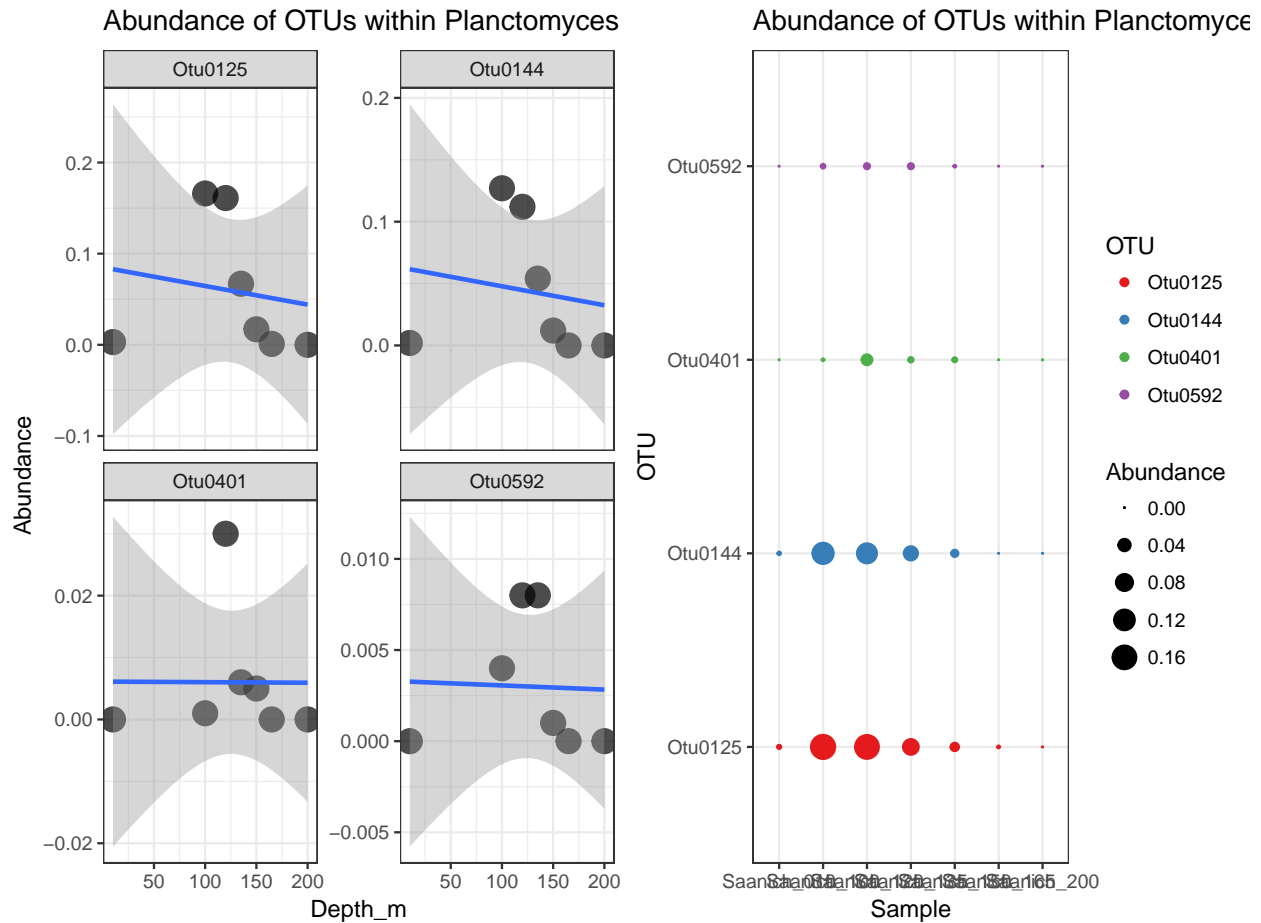 Abundance of OTUs within Planctomyces
Otu0125
Otu0144
0.2
0.1
0.0
−0.1
0.2
0.1
0.0
Otu0401
Otu0592
0.02
0.00
−0.02
0.010
0.005
0.000
−0.005
50 100 150 200
50 100 150 200
Abundance
Depth_m
Abundance of OTUs within Planctomyce
Otu0592
Otu0401
Otu0144
Otu0125
OTU
Saanich_200
Sample
OTU
Otu0125
Otu0144
Otu0401
Otu0592
Abundance
0.00
0.04
0.08
0.12
0.16